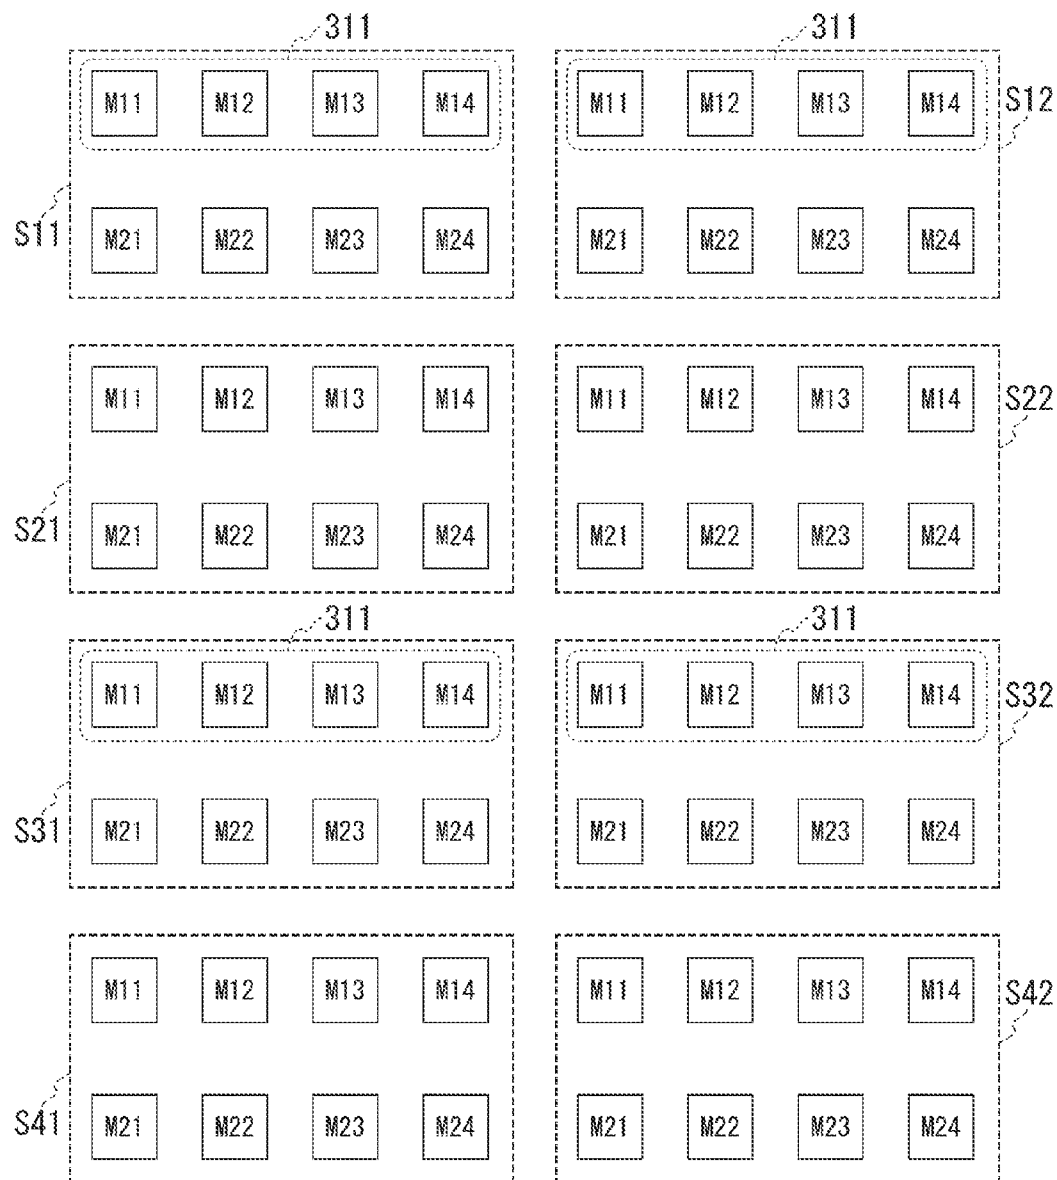 311 311
M11 M12 M13 M14 M11 M12 M13 M14 S12
S11 M21 M22 M23 M24 M21 M22 M23 M24
M11 M12 M13 M14 M11 M12 M13 M14 S22
S21 M21 M22 M23 M24 M21 M22 M23 M24
311 311
M11 M12 M13 M14 M11 M12 M13 M14 S32
S31 M21 M22 M23 M24 M21 M22 M23 M24
M11 M12 M13 M14 M11 M12 M13 M14 S42
S41 M21 M22 M23 M24 M21 M22 M23 M24